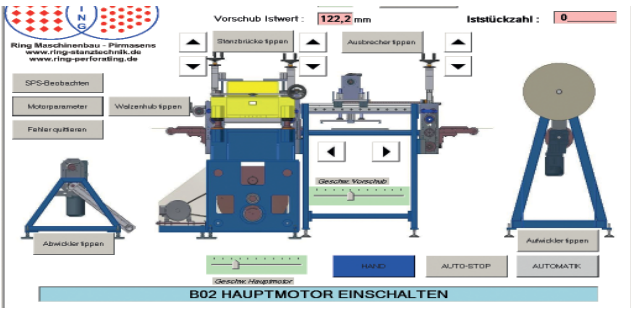 ING
Ring Maschinenbau - Pirmasens
www.ring-stanztechnik.de
www.ring-perforating.de
Vorschub Istwert : 122,2 mm
Iststückzahl : 0
Stanzbrücke tippen
Ausbrecher tippen
SPS-Beobachten
Motorparameter
Walzenhub tippen
Fehler quittieren
Geschw. Vorschub
Abwickler tippen
Aufwickler tippen
HAND
AUTO-STOP
AUTOMATIK
Geschw. Hauptmotor
B02 HAUPTMOTOR EINSCHALTEN